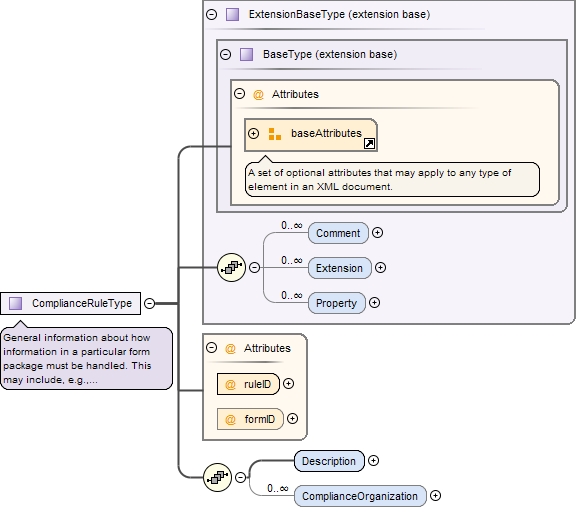 ExtensionBaseType (extension base)
BaseType (extension base)
@ Attributes
baseAttributes
A set of optional attributes that may apply to any type of
element in an XML document.
0..∞
Comment
0..∞
Extension
0..∞
Property
ComplianceRuleType
General information about how
information in a particular form
package must be handled. This
may include, e.g.,...
@ Attributes
@ ruleID
@ formID
Description
0..∞
ComplianceOrganization